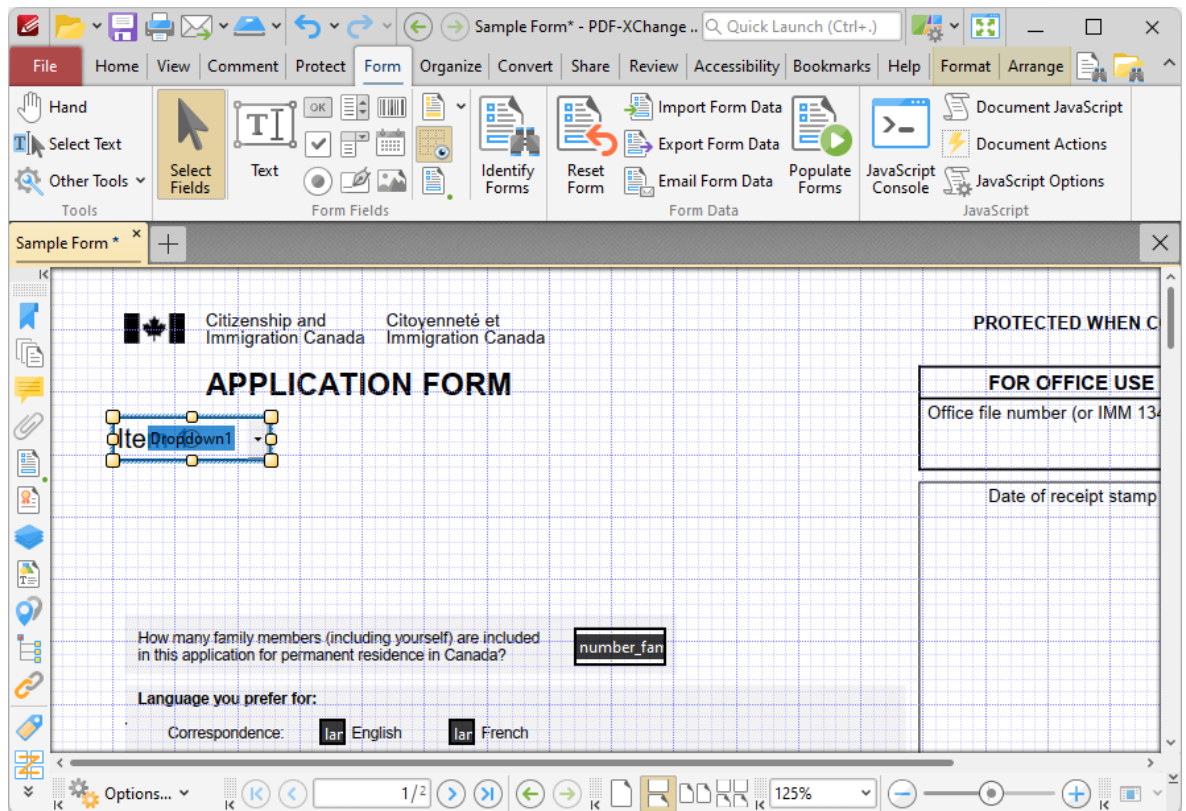 Sample Form* - PDF-XChange .. Quick Launch (Ctrl+.)
File Home View Comment Protect Form Organize Convert Share Review Accessibility Bookmarks Help Format Arrange
Hand
Select Text
Other Tools
Tools
Select Fields
Text
OK
Form Fields
Identify Forms
Reset Form
Import Form Data
Export Form Data
Email Form Data
Populate Forms
Form Data
JavaScript Console
Document JavaScript
Document Actions
JavaScript Options
JavaScript
Sample Form *
Citizenship and Citoyenneté et
Immigration Canada Immigration Canada
PROTECTED WHEN C
APPLICATION FORM
FOR OFFICE USE
Office file number (or IMM 134
Ite Dropdown1
Date of receipt stamp
How many family members (including yourself) are included
in this application for permanent residence in Canada?
number_fan
Language you prefer for:
Correspondence: lar English lar French
Options... 1/2 125%